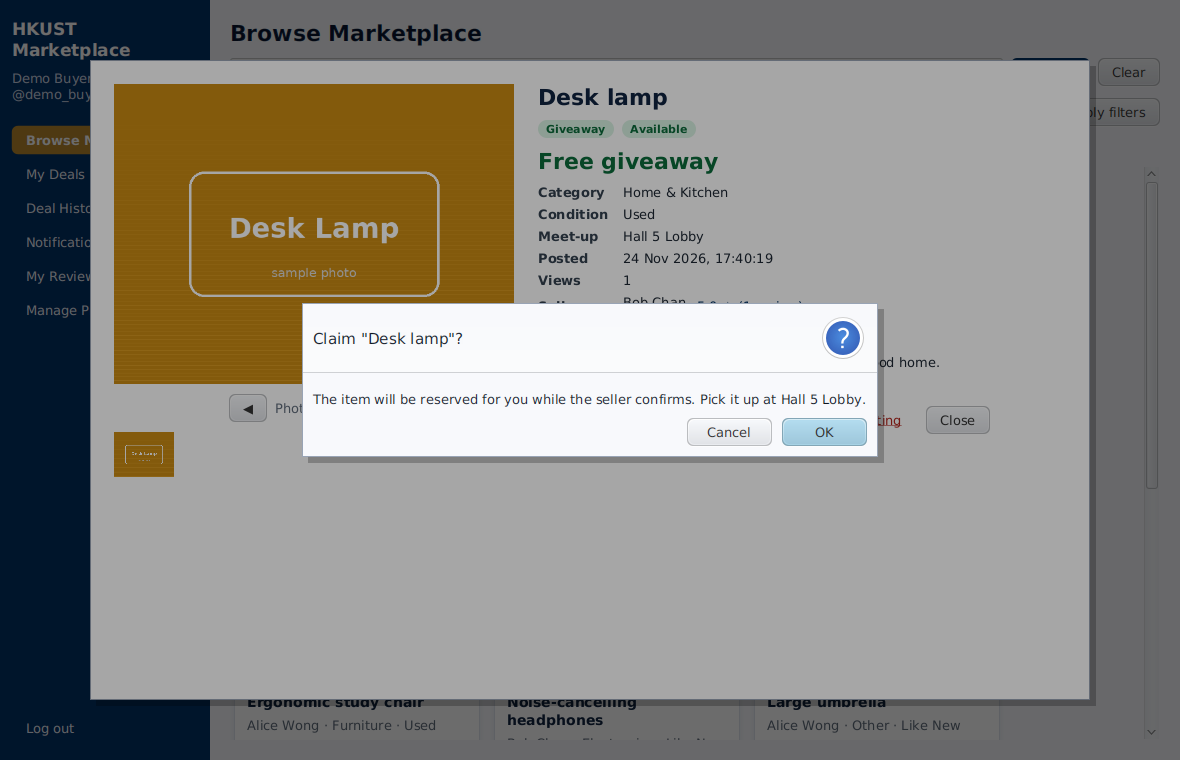 HKUST
Marketplace
Demo Buyer
@demo_buy
Browse M
My Deals
Deal Histo
Notificatio
My Review
Manage P
Log out
Browse Marketplace
Clear
ly filters
Desk Lamp
sample photo
Desk lamp
Giveaway Available
Free giveaway
Category Home & Kitchen
Condition Used
Meet-up Hall 5 Lobby
Posted 24 Nov 2026, 17:40:19
Views 1
Bob Chan
od home.
Phot
ting
Close
Claim "Desk lamp"?
?
The item will be reserved for you while the seller confirms. Pick it up at Hall 5 Lobby.
Cancel OK
Ergonomic study chair
Alice Wong · Furniture · Used
Noise-cancelling
headphones
Large umbrella
Alice Wong · Other · Like New